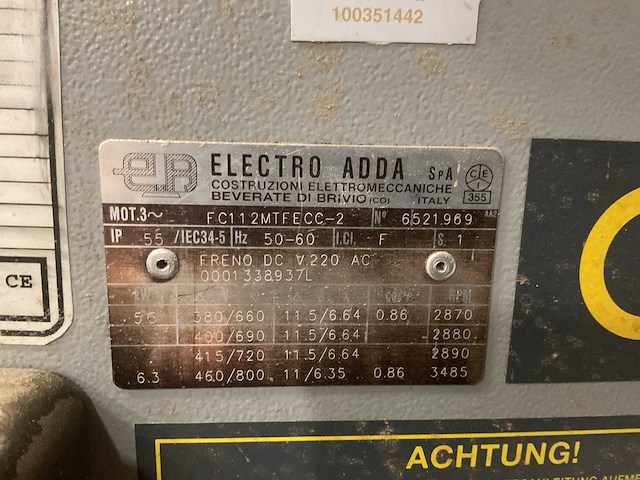 100351442
ELECTRO ADDA SpA
COSTRUZIONI ELETTROMECCANICHE
BEVERATE DI BRIVIO (CO) ITALY
CEI
355
MOT.3~ FC112MTFECC-2 N° 6521969
IP 55 /IEC34-5 Hz 50-60 I.Cl. F S. 1
FRENO DC V220 AC
0001338937L
KW V A COSφ RPM
5.5 380/660 11.5/6.64 0.86 2870
400/690 11.5/6.64 2880
415/720 11.5/6.64 2890
6.3 460/800 11/6.35 0.86 3485
CE
ACHTUNG!